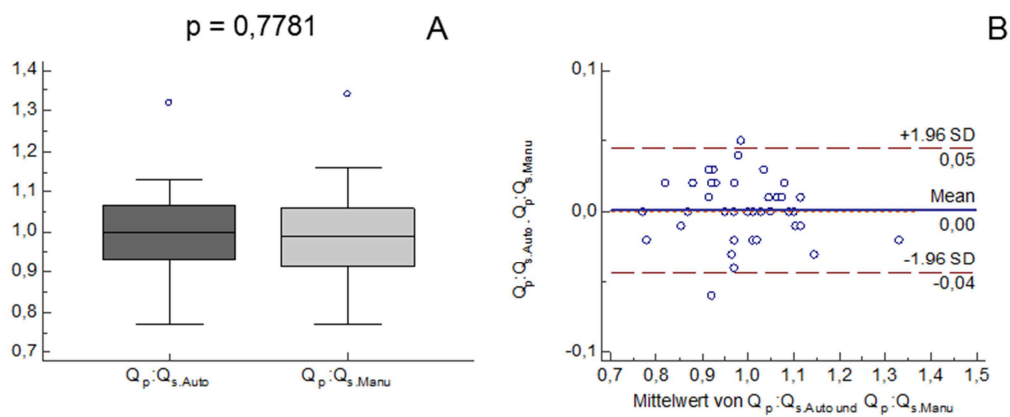 p = 0,7781
A
1,4
1,3
1,2
1,1
1,0
0,9
0,8
0,7
Qp:Qs.Auto
Qp:Qs.Manu
B
Qp:Qs.Auto - Qp:Qs.Manu
0,1
0,0
-0,1
+1.96 SD
0,05
Mean
0,00
-1.96 SD
-0,04
0,7 0,8 0,9 1,0 1,1 1,2 1,3 1,4 1,5
Mittelwert von Qp:Qs.Auto und Qp:Qs.Manu